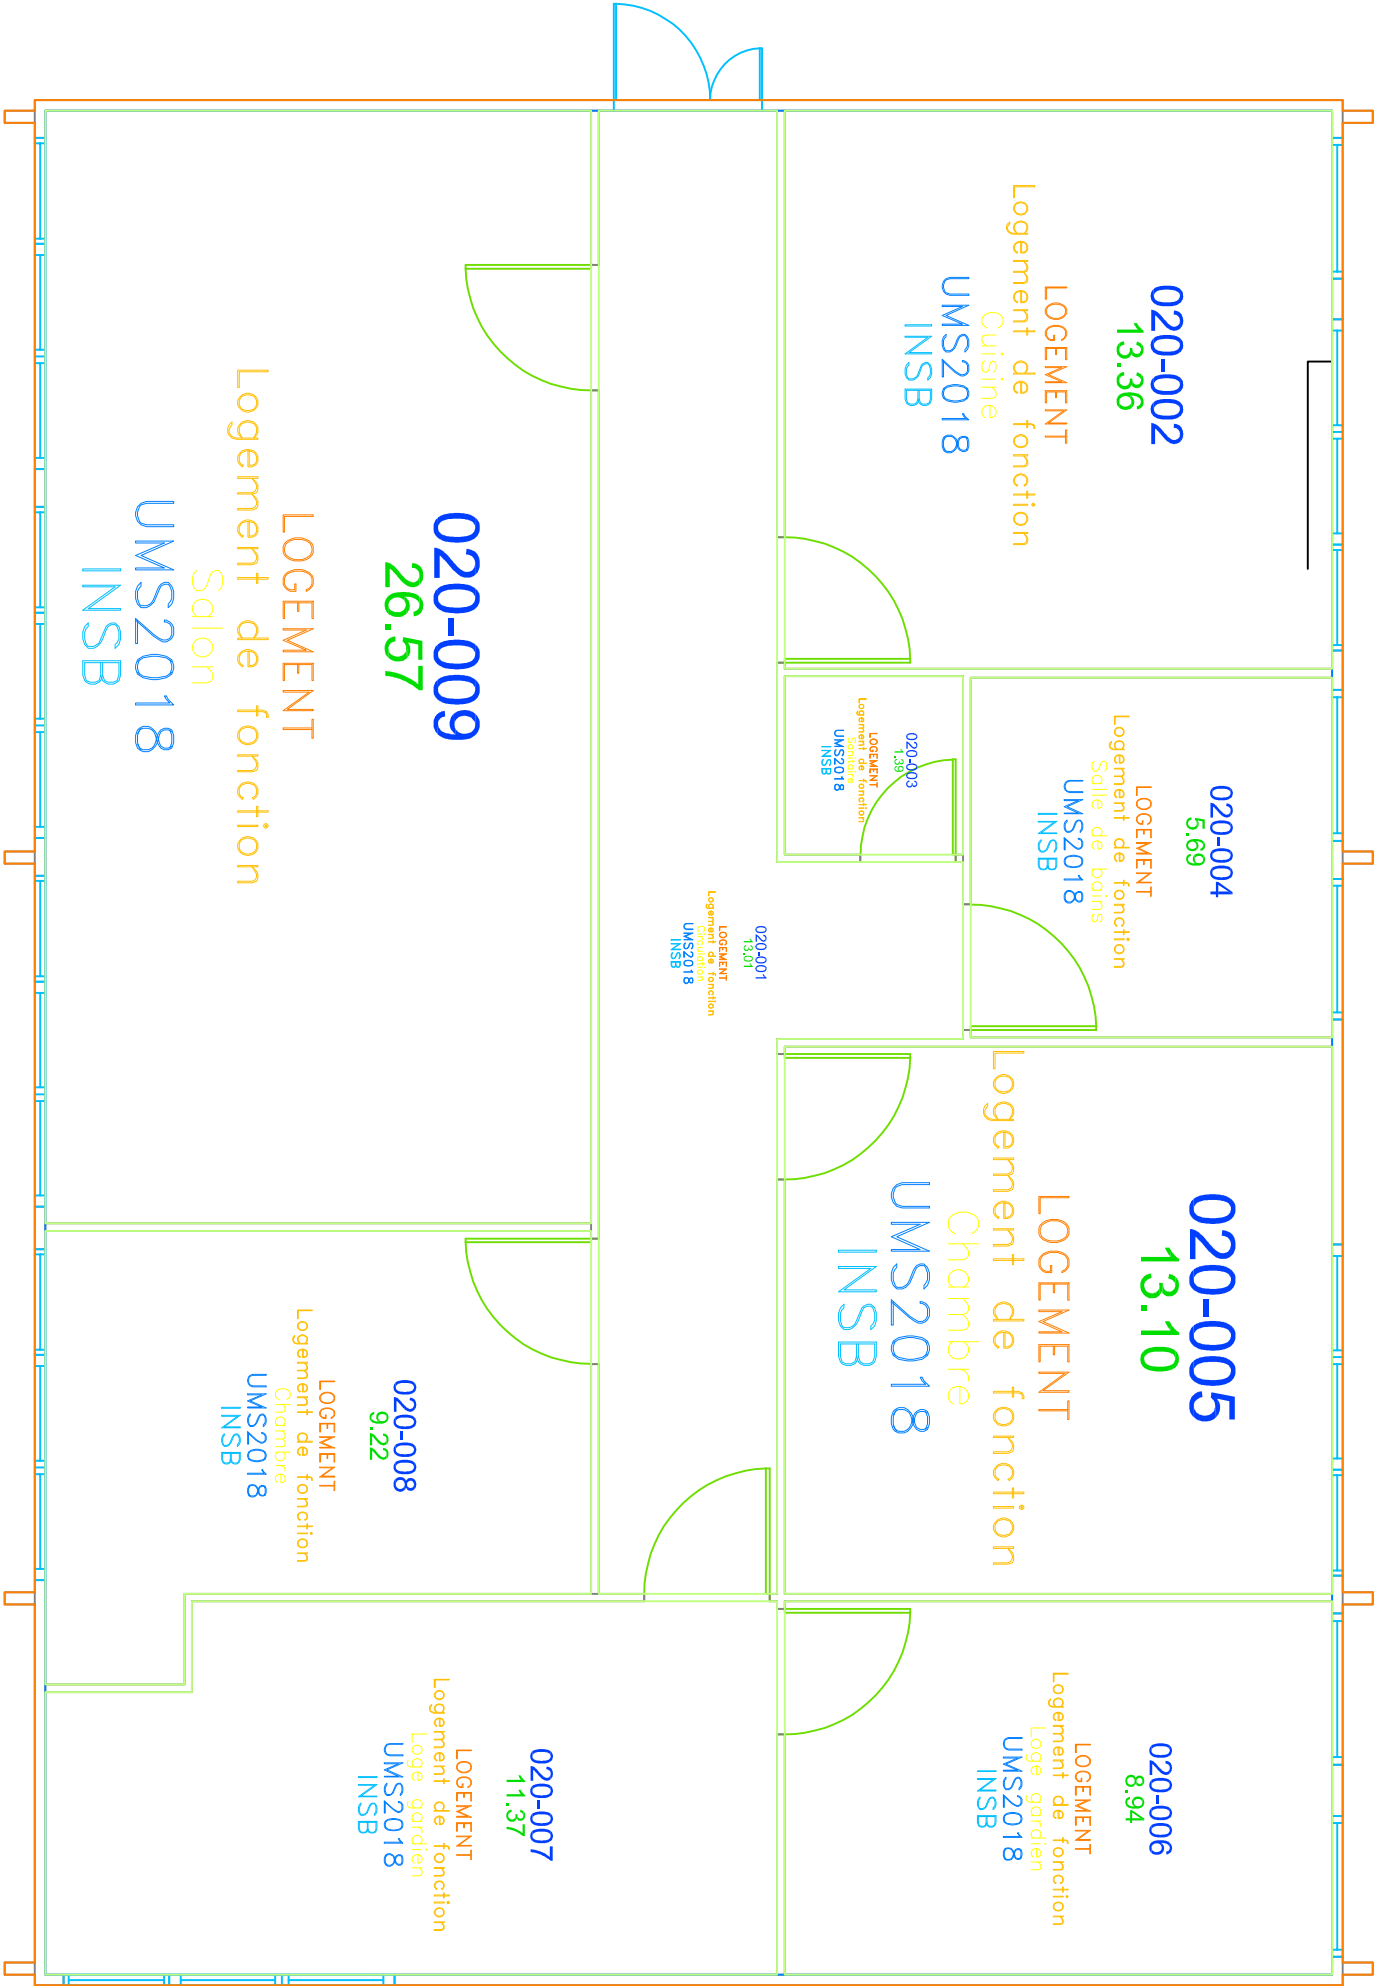 020-002
13.36
LOGEMENT
Logement de fonction
Cuisine
UMS2018
INSB
020-009
26.57
LOGEMENT
Logement de fonction
Salon
UMS2018
INSB
020-003
1.39
LOGEMENT
Logement de fonction
Sanitaire
UMS2018
INSB
020-004
5.69
LOGEMENT
Logement de fonction
Salle de bains
UMS2018
INSB
020-001
13.01
LOGEMENT
Logement de fonction
Circulation
UMS2018
INSB
020-005
13.10
LOGEMENT
Logement de fonction
Chambre
UMS2018
INSB
020-008
9.22
LOGEMENT
Logement de fonction
Chambre
UMS2018
INSB
020-007
11.37
LOGEMENT
Logement de fonction
Loge gardien
UMS2018
INSB
020-006
8.94
LOGEMENT
Logement de fonction
Loge gardien
UMS2018
INSB